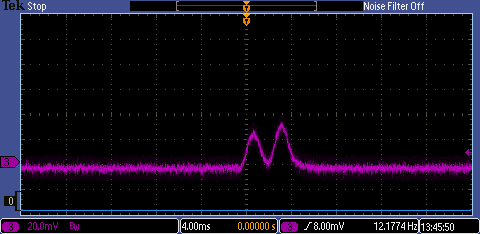 Tek Stop Noise Filter Off
T
T
3
0
3 20.0mV Bw 4.00ms 0.00000 s 3 8.00mV 12.1774 Hz 13:45:50